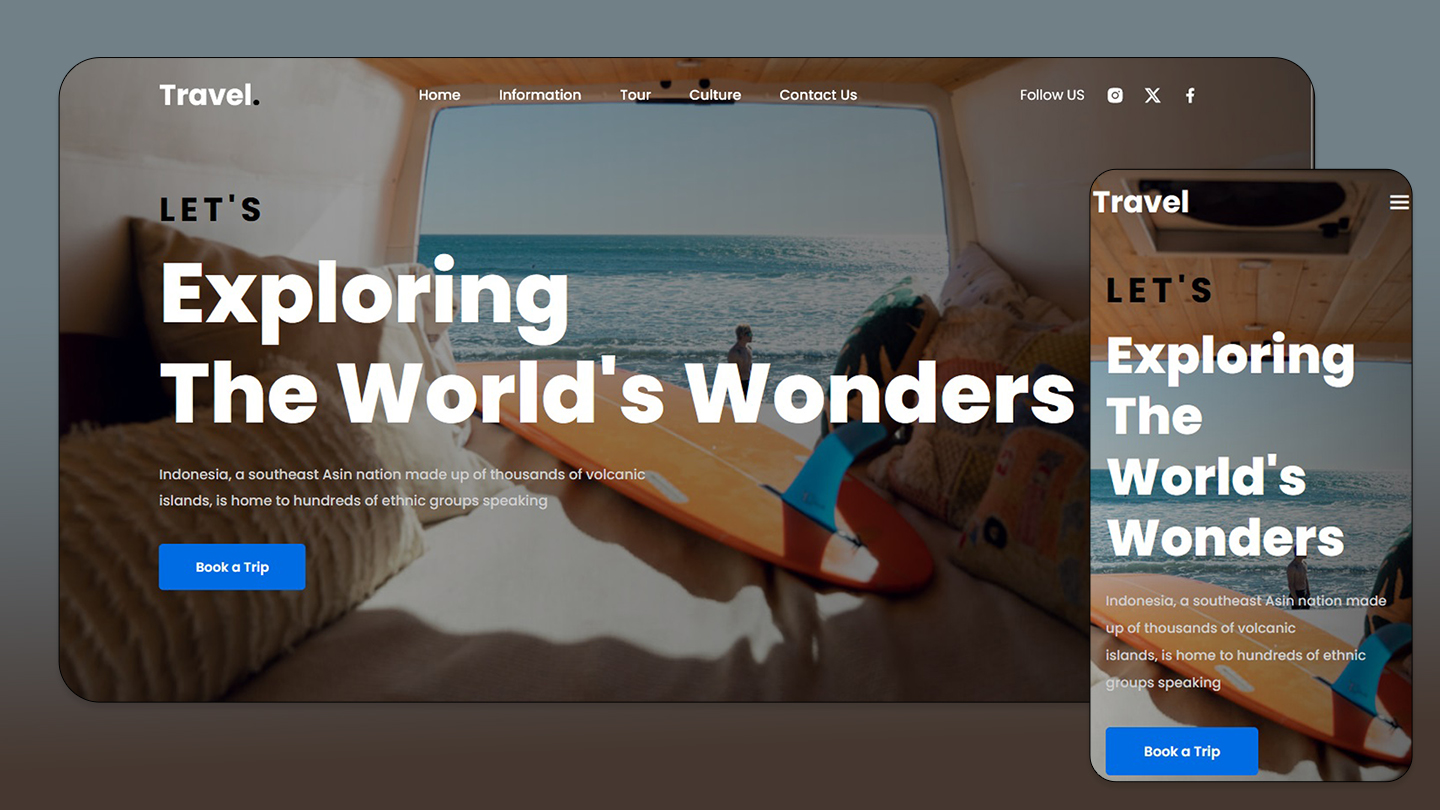 Travel.
Home Information Tour Culture Contact Us
Follow US
LET'S
Exploring
The World's Wonders
Indonesia, a southeast Asin nation made up of thousands of volcanic
islands, is home to hundreds of ethnic groups speaking
Book a Trip
Travel
LET'S
Exploring
The
World's
Wonders
Indonesia, a southeast Asin nation made
up of thousands of volcanic
islands, is home to hundreds of ethnic
groups speaking
Book a Trip